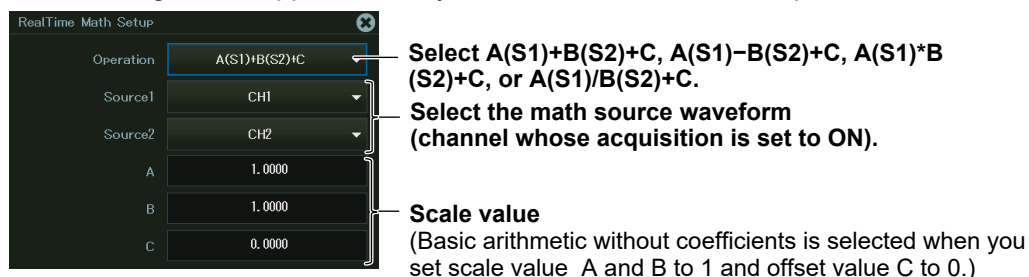 RealTime Math Setup
Operation
A(S1)+B(S2)+C
Select A(S1)+B(S2)+C, A(S1)−B(S2)+C, A(S1)*B
(S2)+C, or A(S1)/B(S2)+C.
Source1
CH1
Select the math source waveform
(channel whose acquisition is set to ON).
Source2
CH2
A
1.0000
B
1.0000
Scale value
C
0.0000
(Basic arithmetic without coefficients is selected when you
set scale value A and B to 1 and offset value C to 0.)